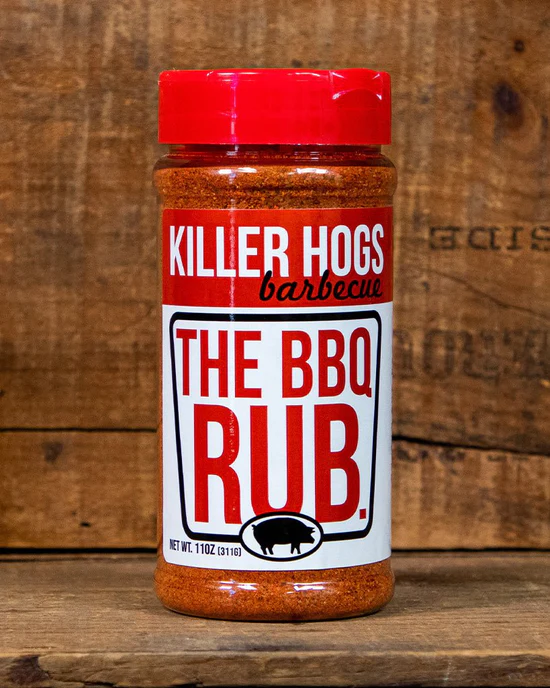 KILLER HOGS
barbecue
THE BBQ
RUB.
NET WT. 11OZ (311G)